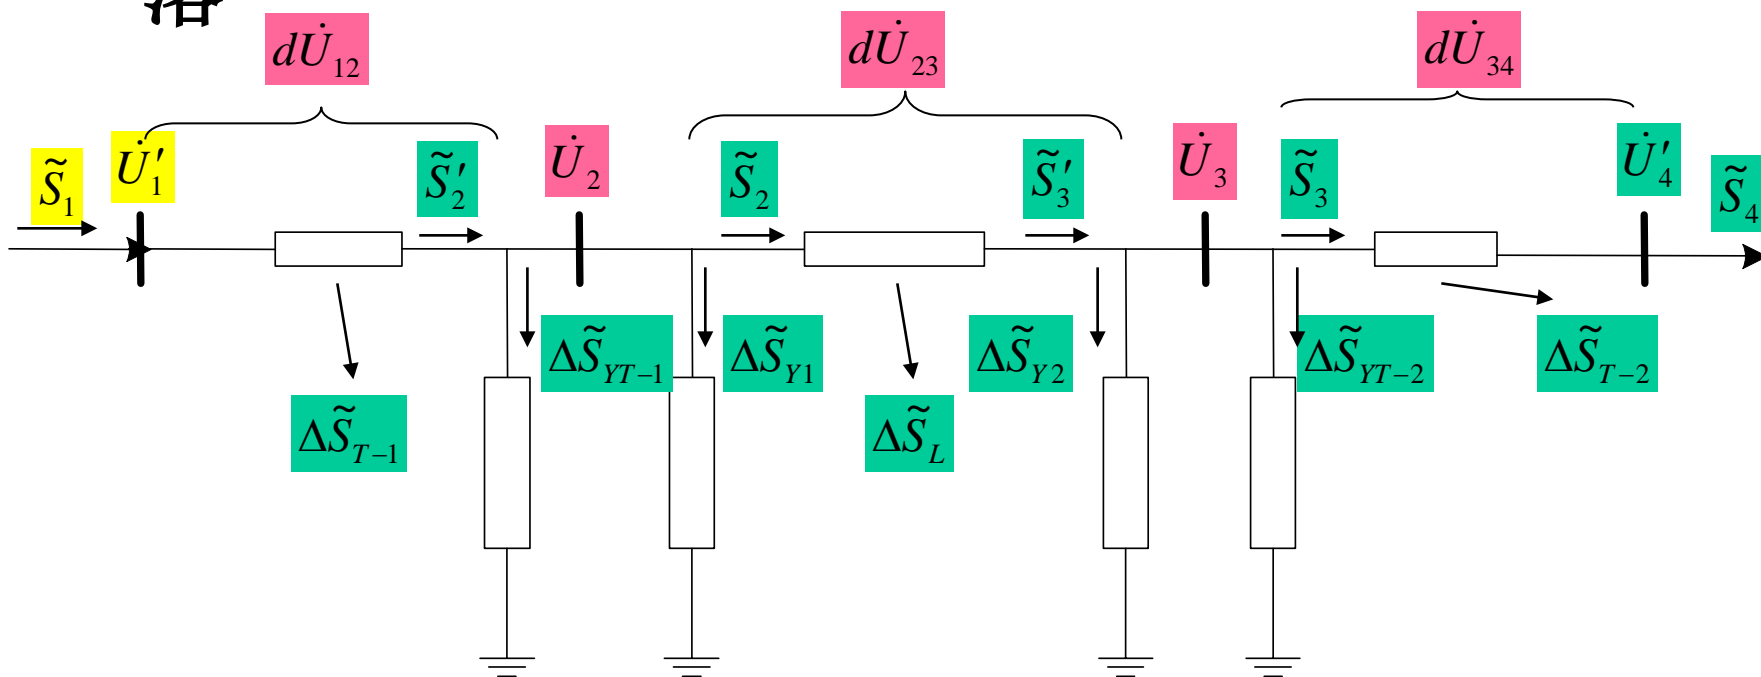 落
dU̇₁₂ dU̇₂₃ dU̇₃₄
S̃₁ U̇′₁ S̃′₂ U̇₂ S̃₂ S̃′₃ U̇₃ S̃₃ U̇′₄ S̃₄
ΔS̃_YT−1 ΔS̃_Y1 ΔS̃_Y2 ΔS̃_YT−2 ΔS̃_T−2
ΔS̃_T−1 ΔS̃_L